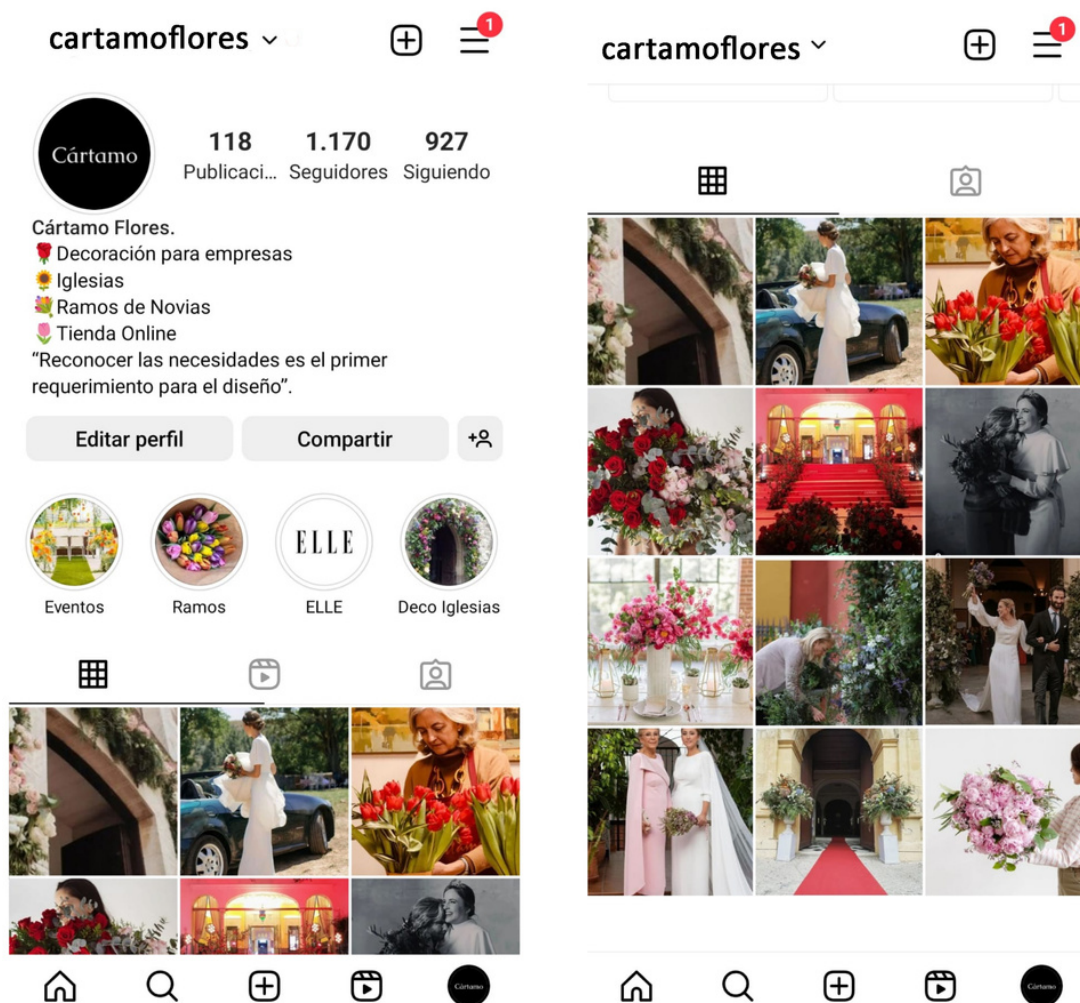 cartamoflores
1
Cártamo
118 1.170 927
Publicaci... Seguidores Siguiendo
Cártamo Flores.
Decoración para empresas
Iglesias
Ramos de Novias
Tienda Online
“Reconocer las necesidades es el primer
requerimiento para el diseño”.
Editar perfil Compartir
ELLE
Eventos Ramos ELLE Deco Iglesias
Cártamo
cartamoflores
1
Cártamo